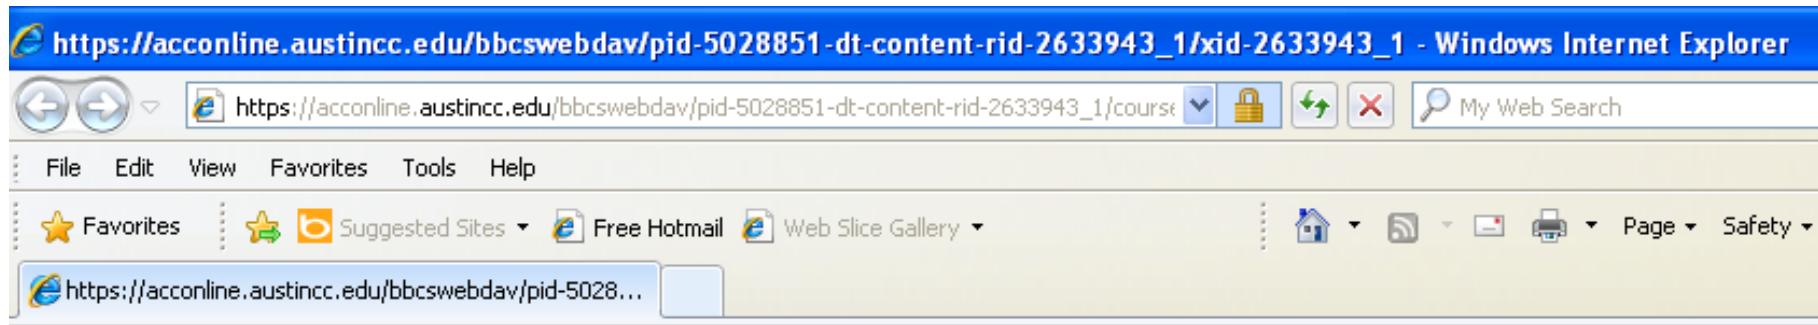 https://acconline.austincc.edu/bbcswebdav/pid-5028851-dt-content-rid-2633943_1/xid-2633943_1 - Windows Internet Explorer
https://acconline.austincc.edu/bbcswebdav/pid-5028851-dt-content-rid-2633943_1/course My Web Search
File Edit View Favorites Tools Help
Favorites Suggested Sites Free Hotmail Web Slice Gallery Page Safety
https://acconline.austincc.edu/bbcswebdav/pid-5028...